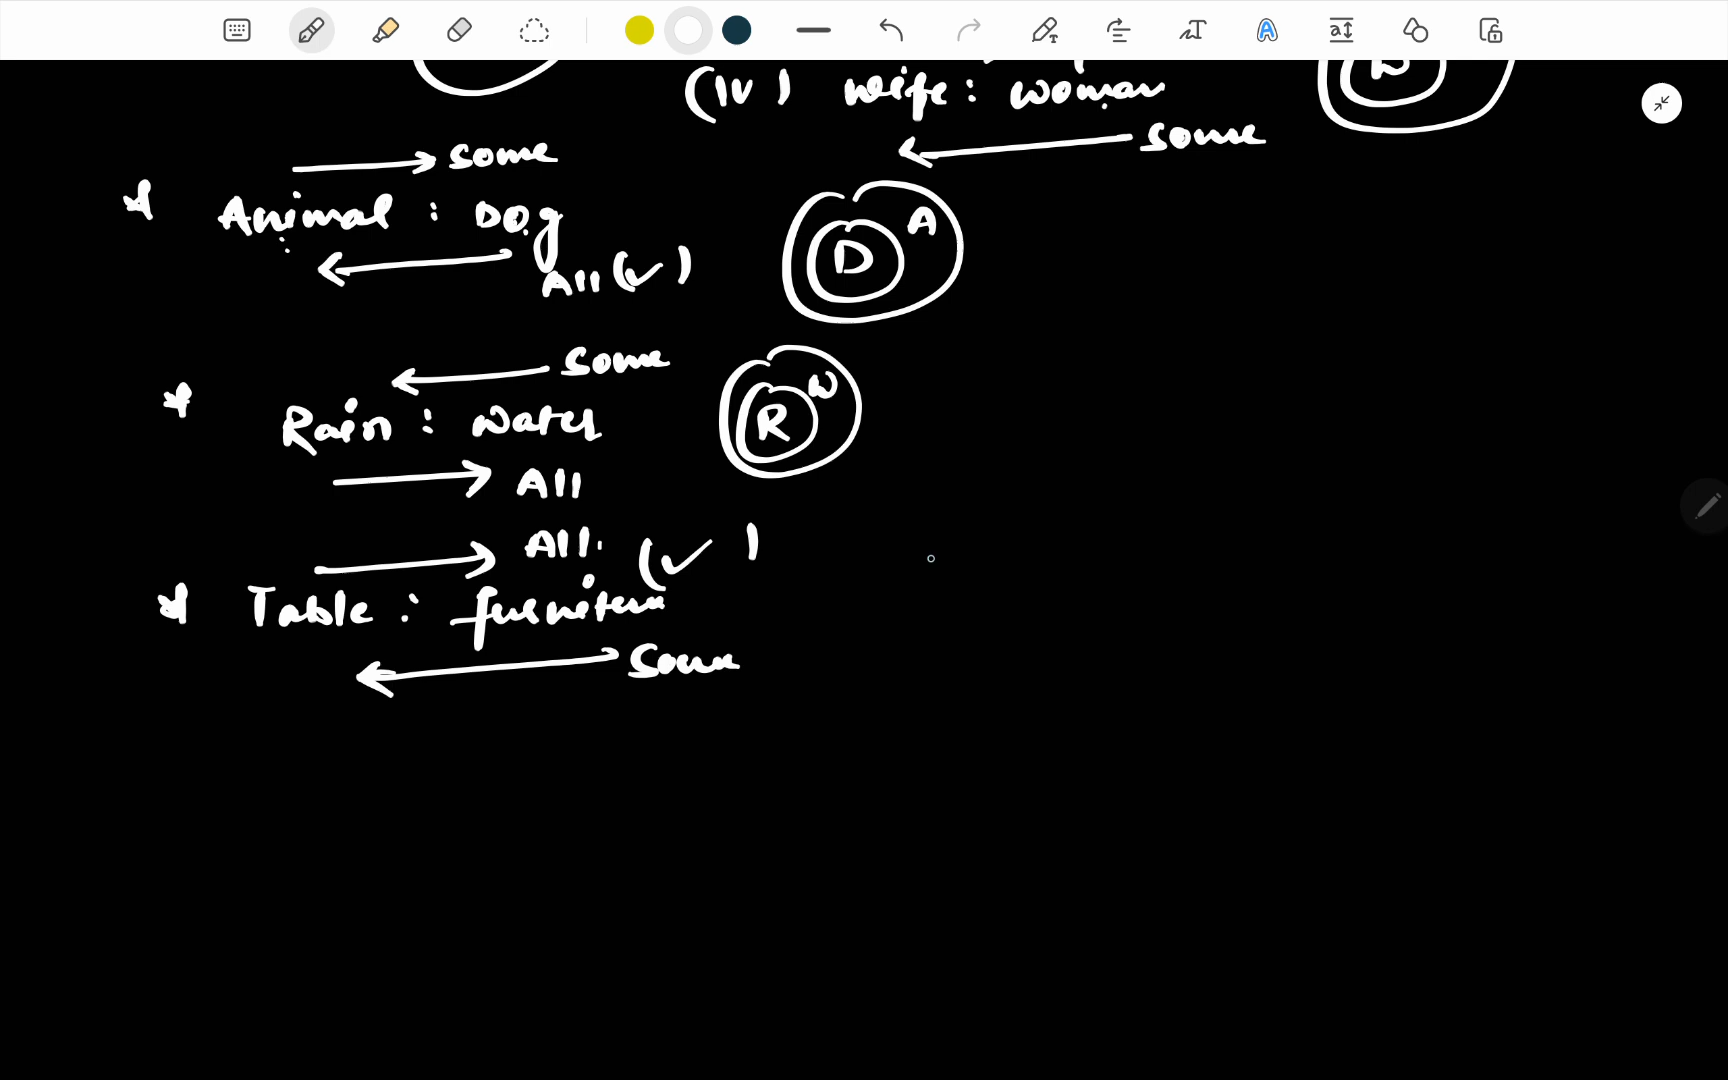 (iv) wife : woman
some
some
Animal : Dog
A
D
All (✓)
some
W
Rain : water
R
All
All. (✓)
Table : furniture
Some